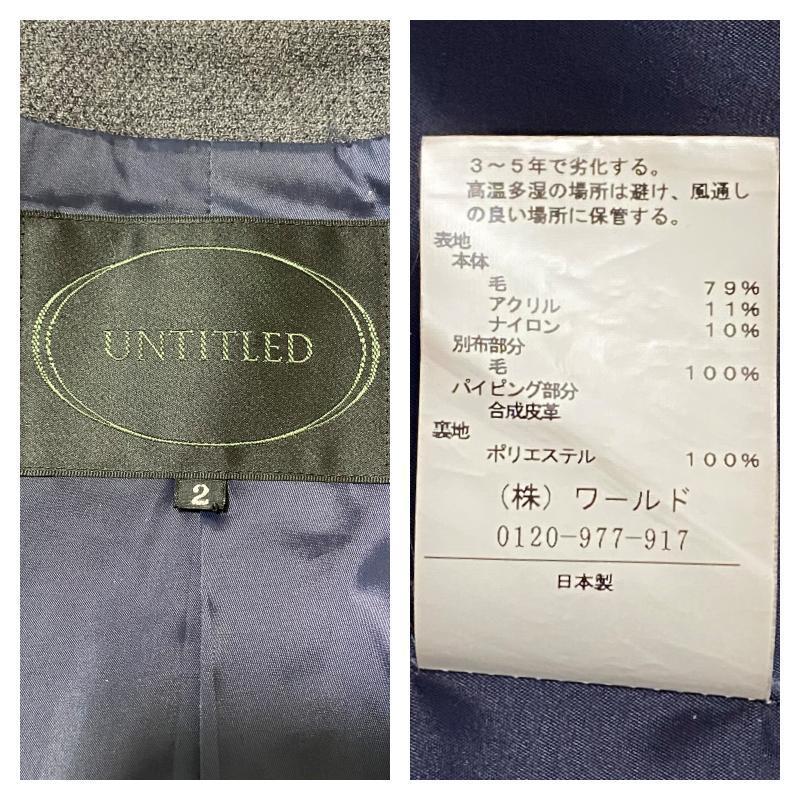 UNTITLED
2
3〜5年で劣化する。
高温多湿の場所は避け、風通し
の良い場所に保管する。
表地
本体
毛 79%
アクリル 11%
ナイロン 10%
別布部分
毛 100%
パイピング部分
合成皮革
裏地
ポリエステル 100%
(株)ワールド
0120-977-917
日本製